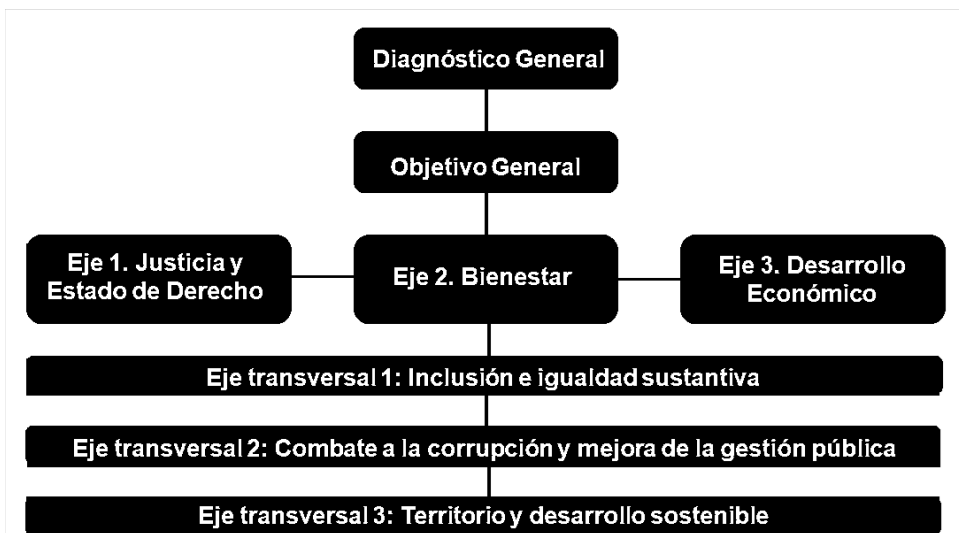 Diagnóstico General
Objetivo General
Eje 1. Justicia y
Estado de Derecho
Eje 2. Bienestar
Eje 3. Desarrollo
Económico
Eje transversal 1: Inclusión e igualdad sustantiva
Eje transversal 2: Combate a la corrupción y mejora de la gestión pública
Eje transversal 3: Territorio y desarrollo sostenible